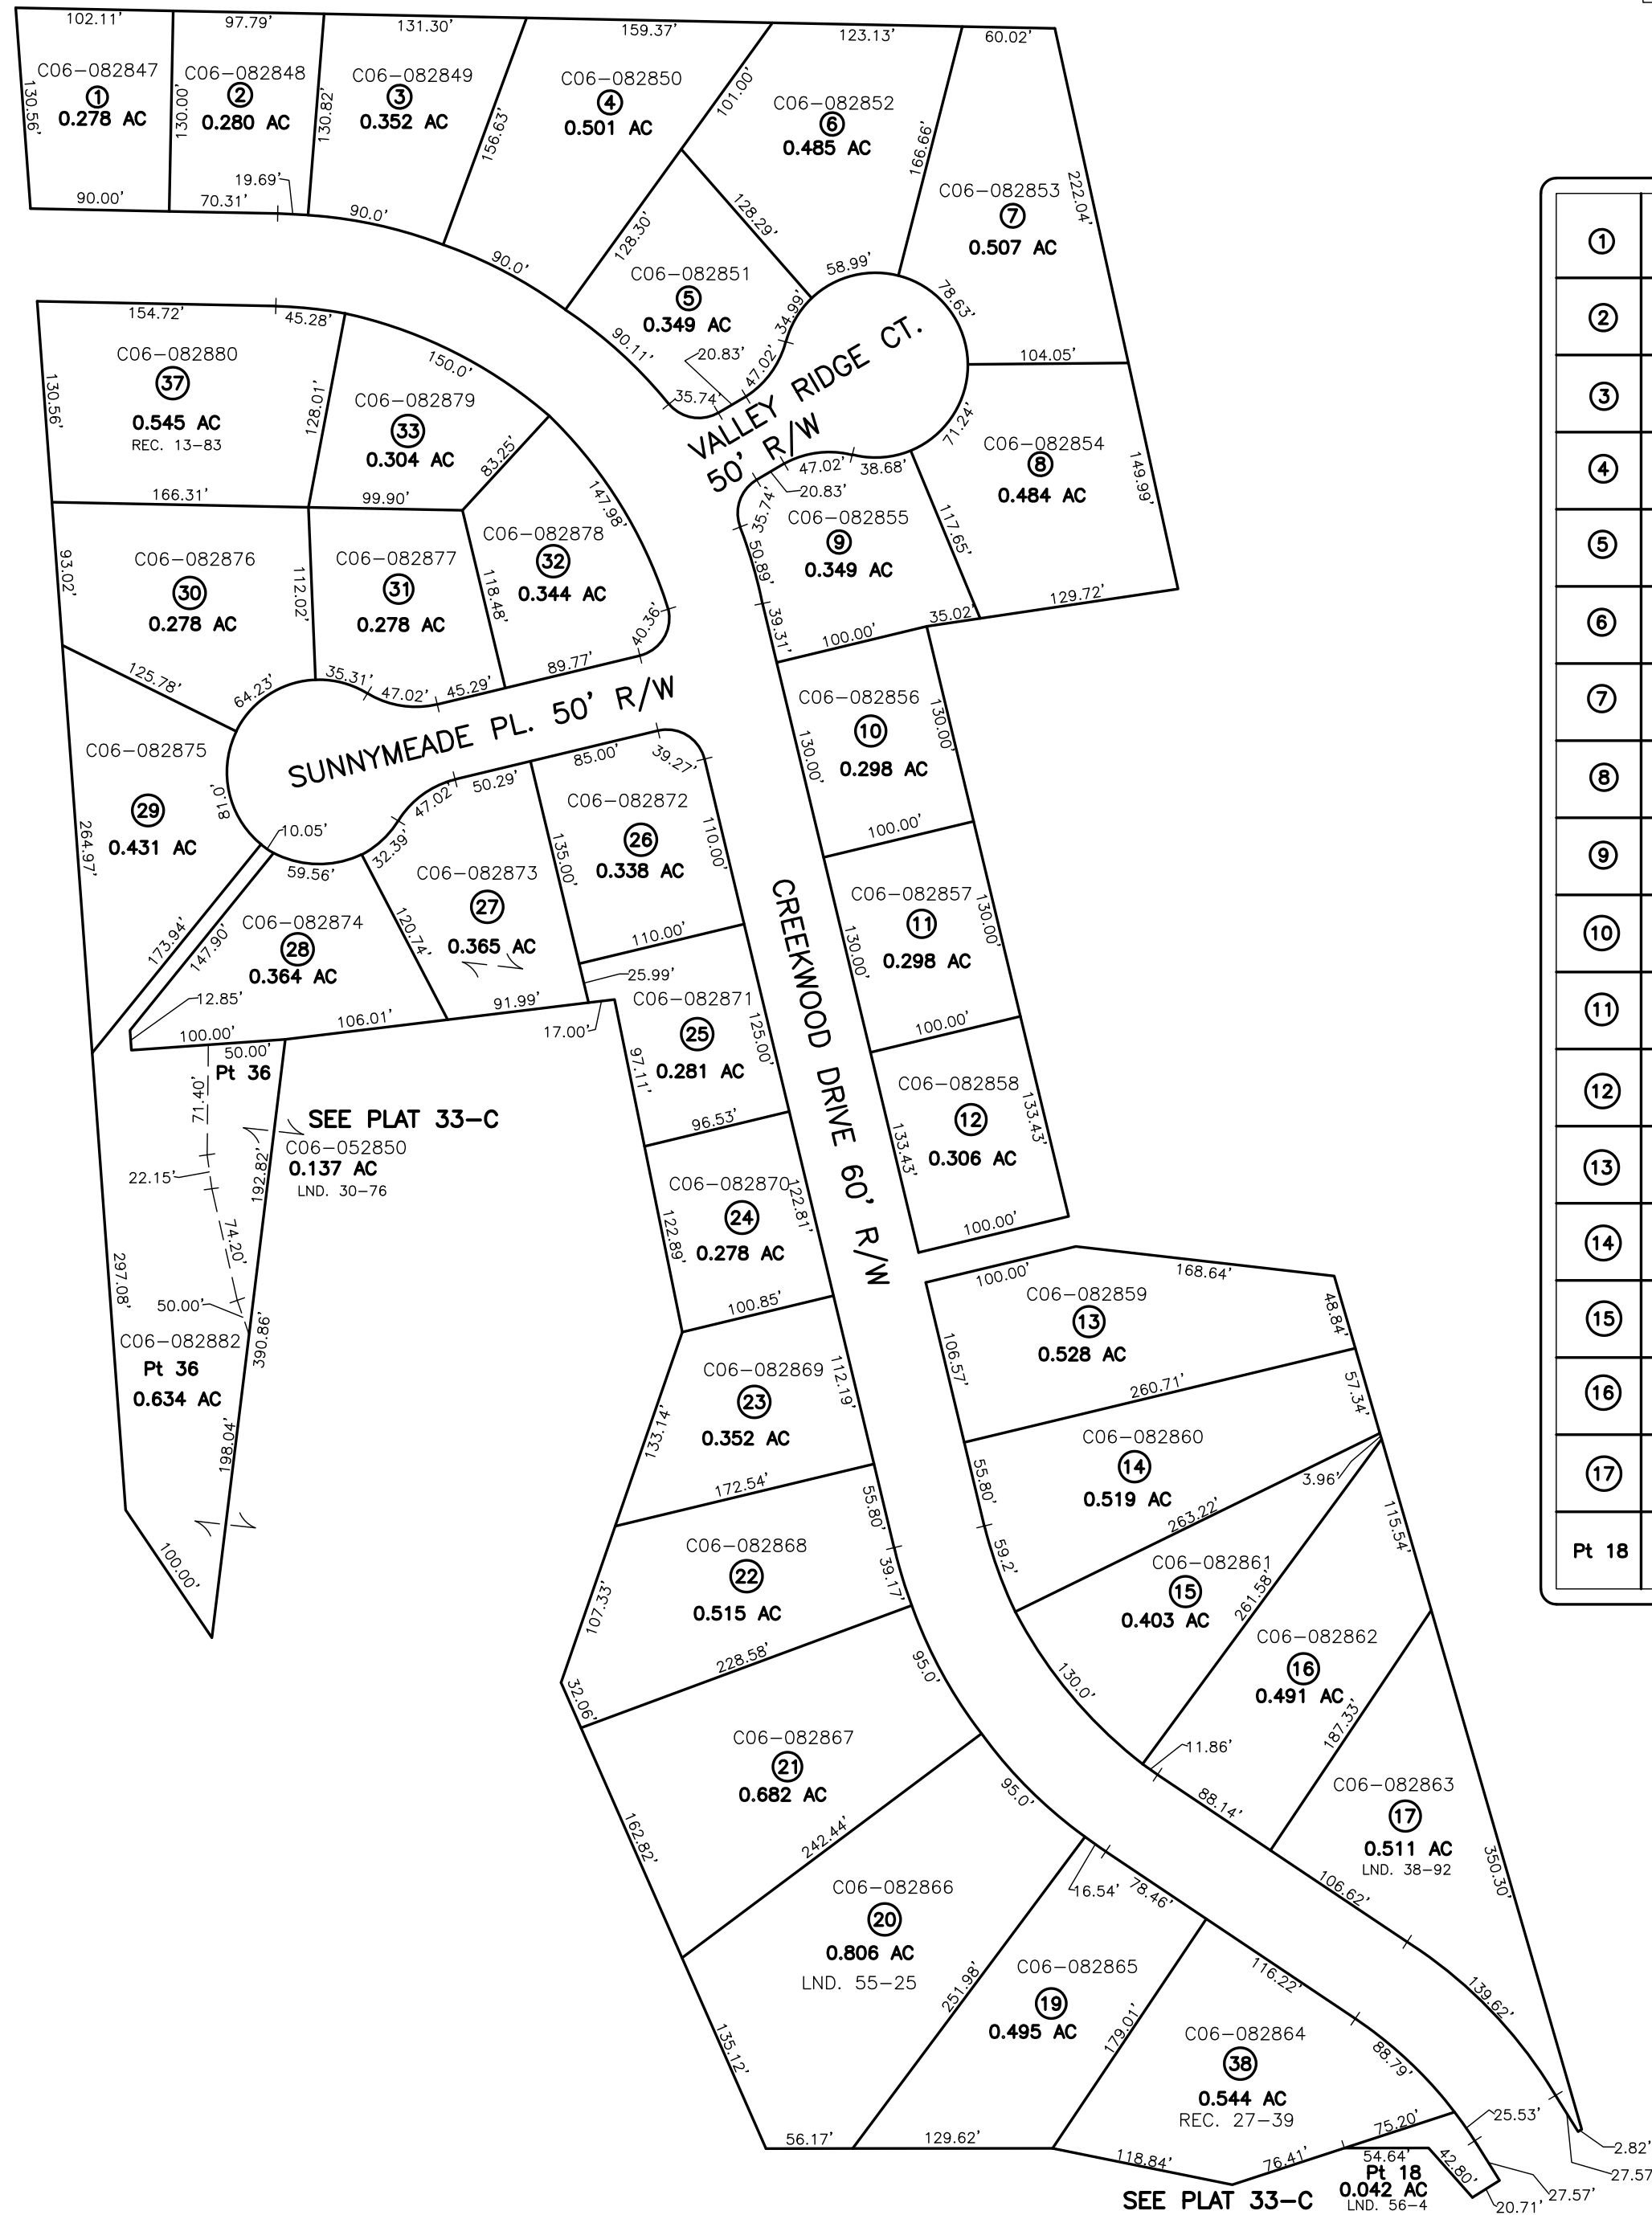 102.11'
97.79'
131.30'
159.37'
123.13'
60.02'
C06-082847
1
0.278 AC
130.56'
130.00'
90.00'
C06-082848
2
0.280 AC
130.82'
70.31'
19.69'
C06-082849
3
0.352 AC
156.63'
90.0'
C06-082850
4
0.501 AC
101.00'
128.30'
90.0'
C06-082852
6
0.485 AC
166.66'
128.29'
58.99'
C06-082853
7
0.507 AC
222.04'
78.63'
104.05'
C06-082851
5
0.349 AC
34.99'
47.02'
20.83'
90.11'
35.74'
VALLEY RIDGE CT.
50' R/W
C06-082854
8
0.484 AC
71.24'
149.99'
117.65'
129.72'
47.02'
38.68'
20.83'
35.74'
C06-082855
9
0.349 AC
50.89'
39.31'
100.00'
35.02'
154.72'
45.28'
C06-082880
37
0.545 AC
REC. 13-83
130.56'
128.01'
166.31'
150.0'
C06-082879
33
0.304 AC
83.25'
99.90'
147.98'
C06-082878
32
0.344 AC
118.48'
40.36'
89.77'
C06-082876
30
0.278 AC
93.02'
112.02'
125.78'
64.23'
C06-082877
31
0.278 AC
35.31'
47.02'
45.29'
SUNNYMEADE PL. 50' R/W
C06-082875
29
0.431 AC
264.97'
81.0'
10.05'
173.94'
147.90'
59.56'
32.39'
47.02'
50.29'
85.00'
39.27'
C06-082874
28
0.364 AC
12.85'
100.00'
106.01'
120.74'
C06-082873
27
0.365 AC
91.99'
17.00'
135.00'
C06-082872
26
0.338 AC
110.00'
110.00'
25.99'
C06-082871
25
0.281 AC
125.00'
97.11'
96.53'
C06-082870
24
0.278 AC
122.81'
122.89'
100.85'
CREEKWOOD DRIVE 60' R/W
C06-082856
10
0.298 AC
130.00'
130.00'
100.00'
C06-082857
11
0.298 AC
130.00'
130.00'
100.00'
C06-082858
12
0.306 AC
133.43'
133.43'
100.00'
50.00'
Pt 36
71.40'
SEE PLAT 33-C
C06-052850
0.137 AC
LND. 30-76
192.82'
22.15'
74.20'
50.00'
297.08'
390.86'
C06-082882
Pt 36
0.634 AC
198.04'
100.00'
100.00'
168.64'
C06-082859
13
0.528 AC
48.84'
106.57'
260.71'
57.34'
C06-082860
14
0.519 AC
55.80'
59.2'
263.22'
3.96'
C06-082861
15
0.403 AC
261.58'
115.54'
130.0'
C06-082862
16
0.491 AC
187.33'
11.86'
88.14'
C06-082863
17
0.511 AC
LND. 38-92
350.30'
106.62'
139.62'
C06-082869
23
0.352 AC
112.19'
133.14'
172.54'
55.80'
39.17'
C06-082868
22
0.515 AC
107.33'
228.58'
32.06'
95.0'
C06-082867
21
0.682 AC
162.82'
242.44'
95.0'
C06-082866
20
0.806 AC
LND. 55-25
135.12'
251.98'
56.17'
16.54'
78.46'
C06-082865
19
0.495 AC
179.01'
129.62'
116.22'
C06-082864
38
0.544 AC
REC. 27-39
88.79'
118.84'
76.41'
75.20'
25.53'
54.64'
Pt 18
0.042 AC
LND. 56-4
42.80'
20.71'
27.57'
2.82'
27.57'
SEE PLAT 33-C
1
2
3
4
5
6
7
8
9
10
11
12
13
14
15
16
17
Pt 18